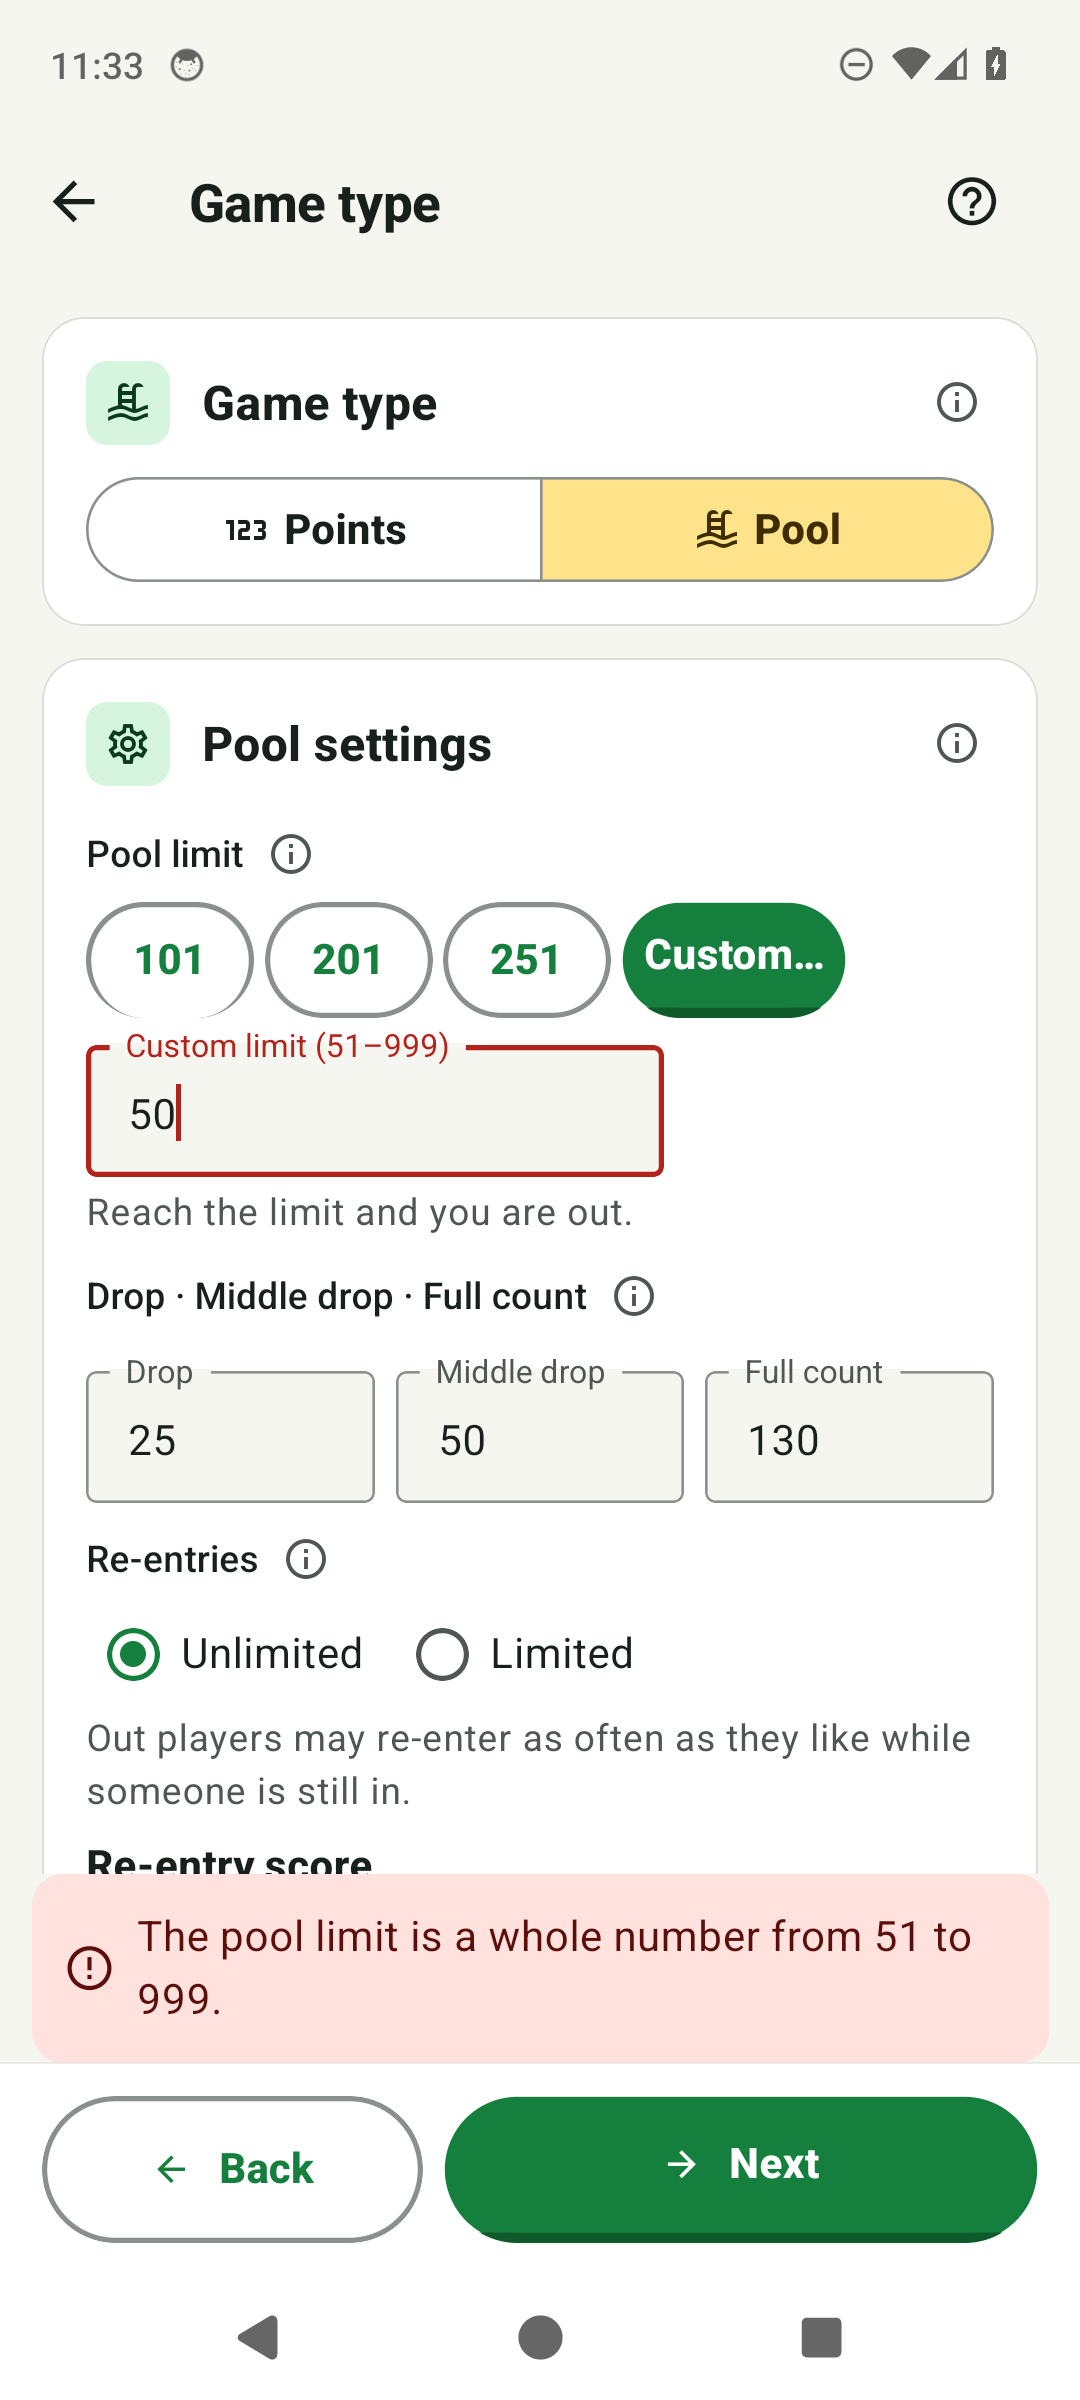 11:33
Game type
Game type
123 Points
Pool
Pool settings
Pool limit
101
201
251
Custom…
Custom limit (51–999)
50
Reach the limit and you are out.
Drop · Middle drop · Full count
Drop
Middle drop
Full count
25
50
130
Re-entries
Unlimited
Limited
Out players may re-enter as often as they like while
someone is still in.
Re-entry score
The pool limit is a whole number from 51 to
999.
Back
Next